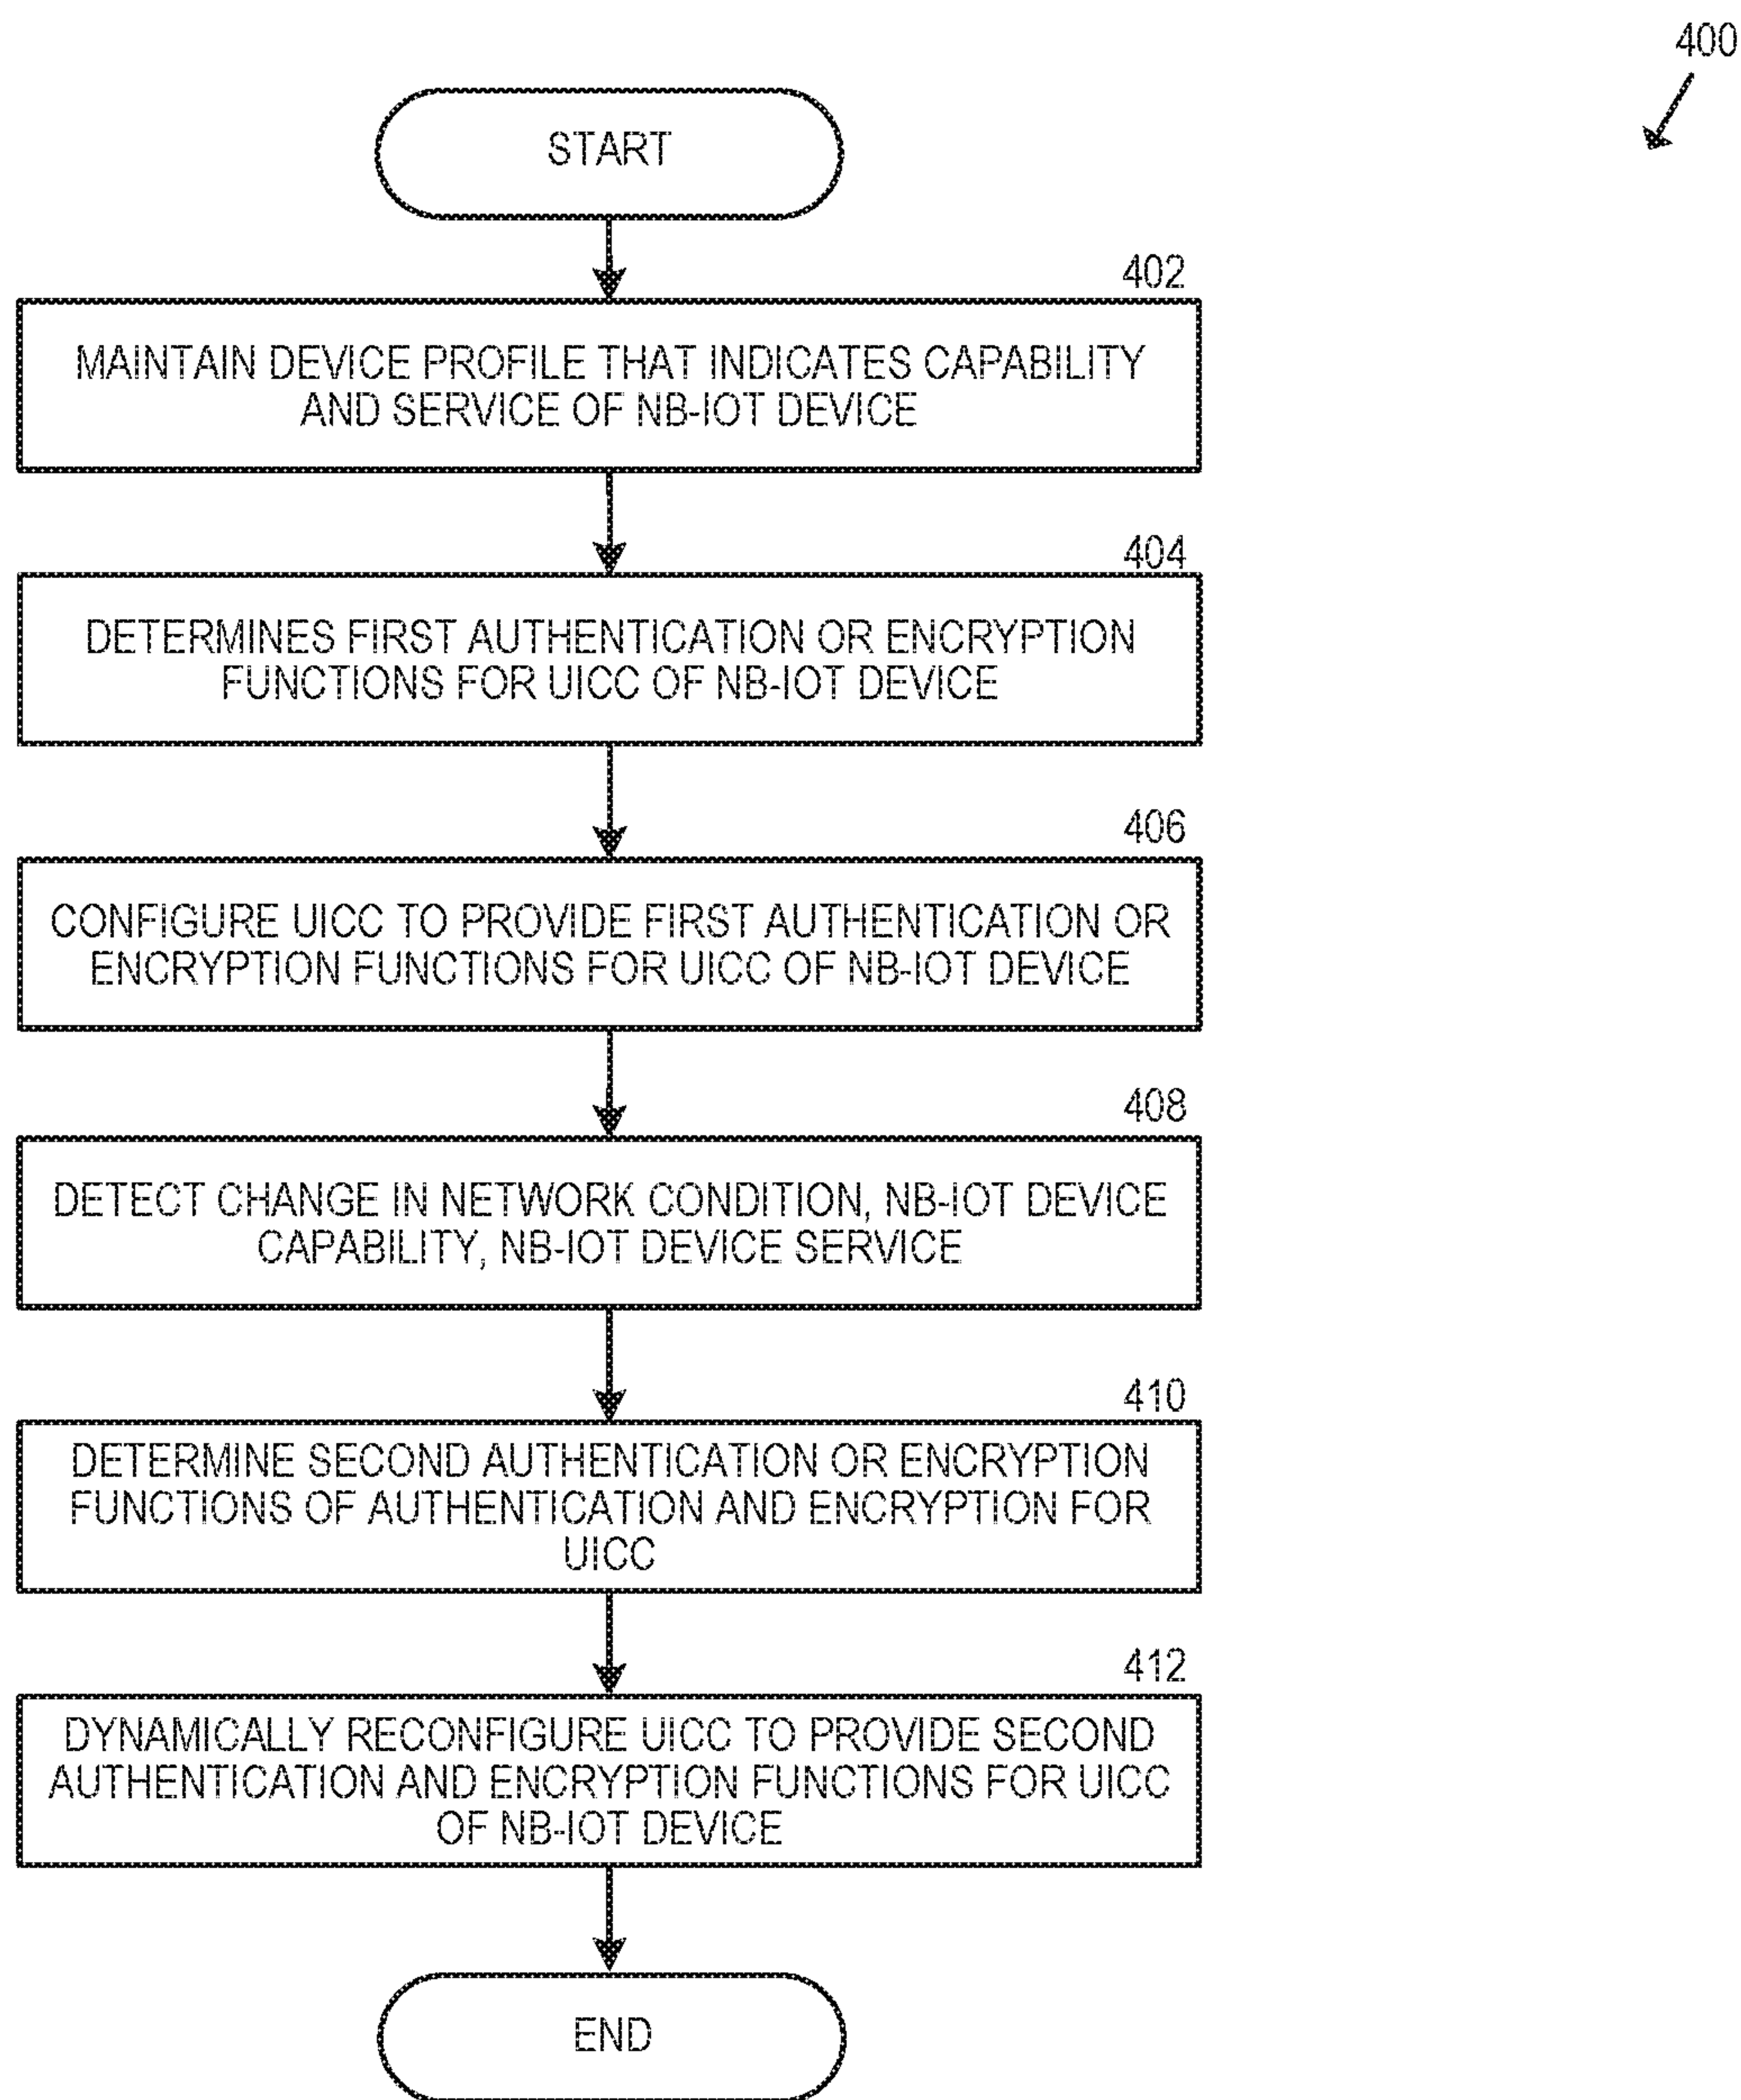 400
START
402
MAINTAIN DEVICE PROFILE THAT INDICATES CAPABILITY
AND SERVICE OF NB-IOT DEVICE
404
DETERMINES FIRST AUTHENTICATION OR ENCRYPTION
FUNCTIONS FOR UICC OF NB-IOT DEVICE
406
CONFIGURE UICC TO PROVIDE FIRST AUTHENTICATION OR
ENCRYPTION FUNCTIONS FOR UICC OF NB-IOT DEVICE
408
DETECT CHANGE IN NETWORK CONDITION, NB-IOT DEVICE
CAPABILITY, NB-IOT DEVICE SERVICE
410
DETERMINE SECOND AUTHENTICATION OR ENCRYPTION
FUNCTIONS OF AUTHENTICATION AND ENCRYPTION FOR
UICC
412
DYNAMICALLY RECONFIGURE UICC TO PROVIDE SECOND
AUTHENTICATION AND ENCRYPTION FUNCTIONS FOR UICC
OF NB-IOT DEVICE
END